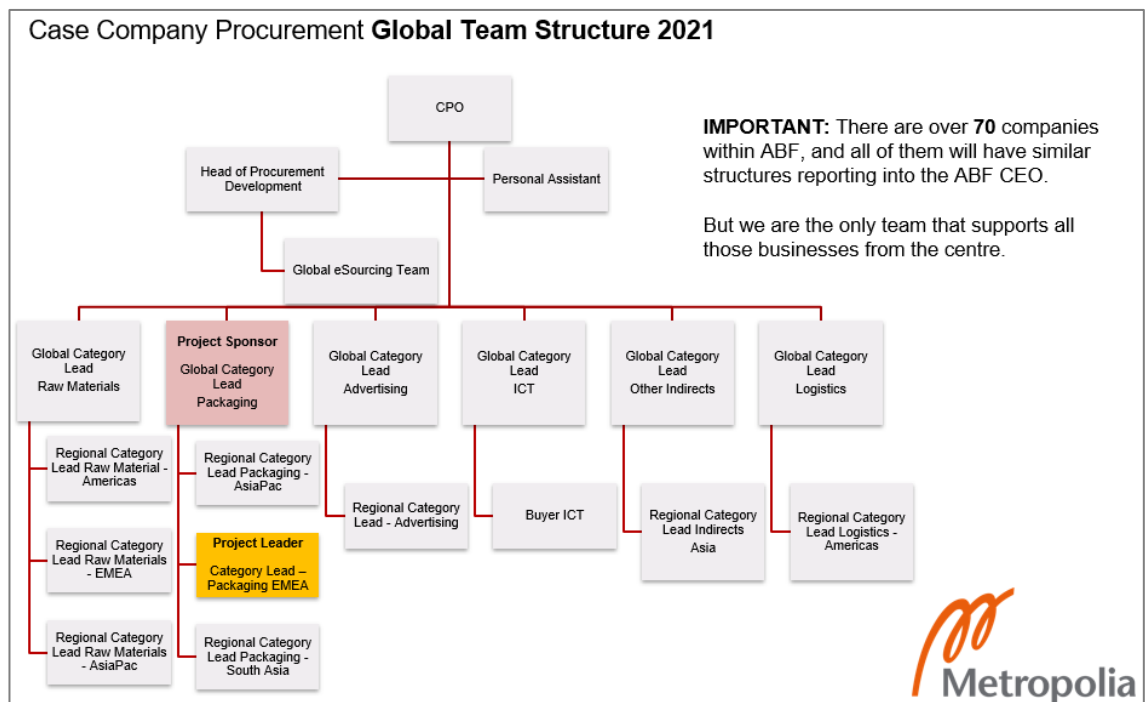 Case Company Procurement Global Team Structure 2021
CPO
IMPORTANT: There are over 70 companies
within ABF, and all of them will have similar
structures reporting into the ABF CEO.
But we are the only team that supports all
those businesses from the centre.
Head of Procurement
Development
Personal Assistant
Global eSourcing Team
Global Category
Lead
Raw Materials
Project Sponsor
Global Category
Lead
Packaging
Global Category
Lead
Advertising
Global Category
Lead
ICT
Global Category
Lead
Other Indirects
Global Category
Lead
Logistics
Regional Category
Lead Raw Material -
Americas
Regional Category
Lead Raw Materials
- EMEA
Regional Category
Lead Raw Materials
- AsiaPac
Regional Category
Lead Packaging -
AsiaPac
Project Leader
Category Lead –
Packaging EMEA
Regional Category
Lead Packaging -
South Asia
Regional Category
Lead - Advertising
Buyer ICT
Regional Category
Lead Indirects
Asia
Regional Category
Lead Logistics -
Americas
Metropolia